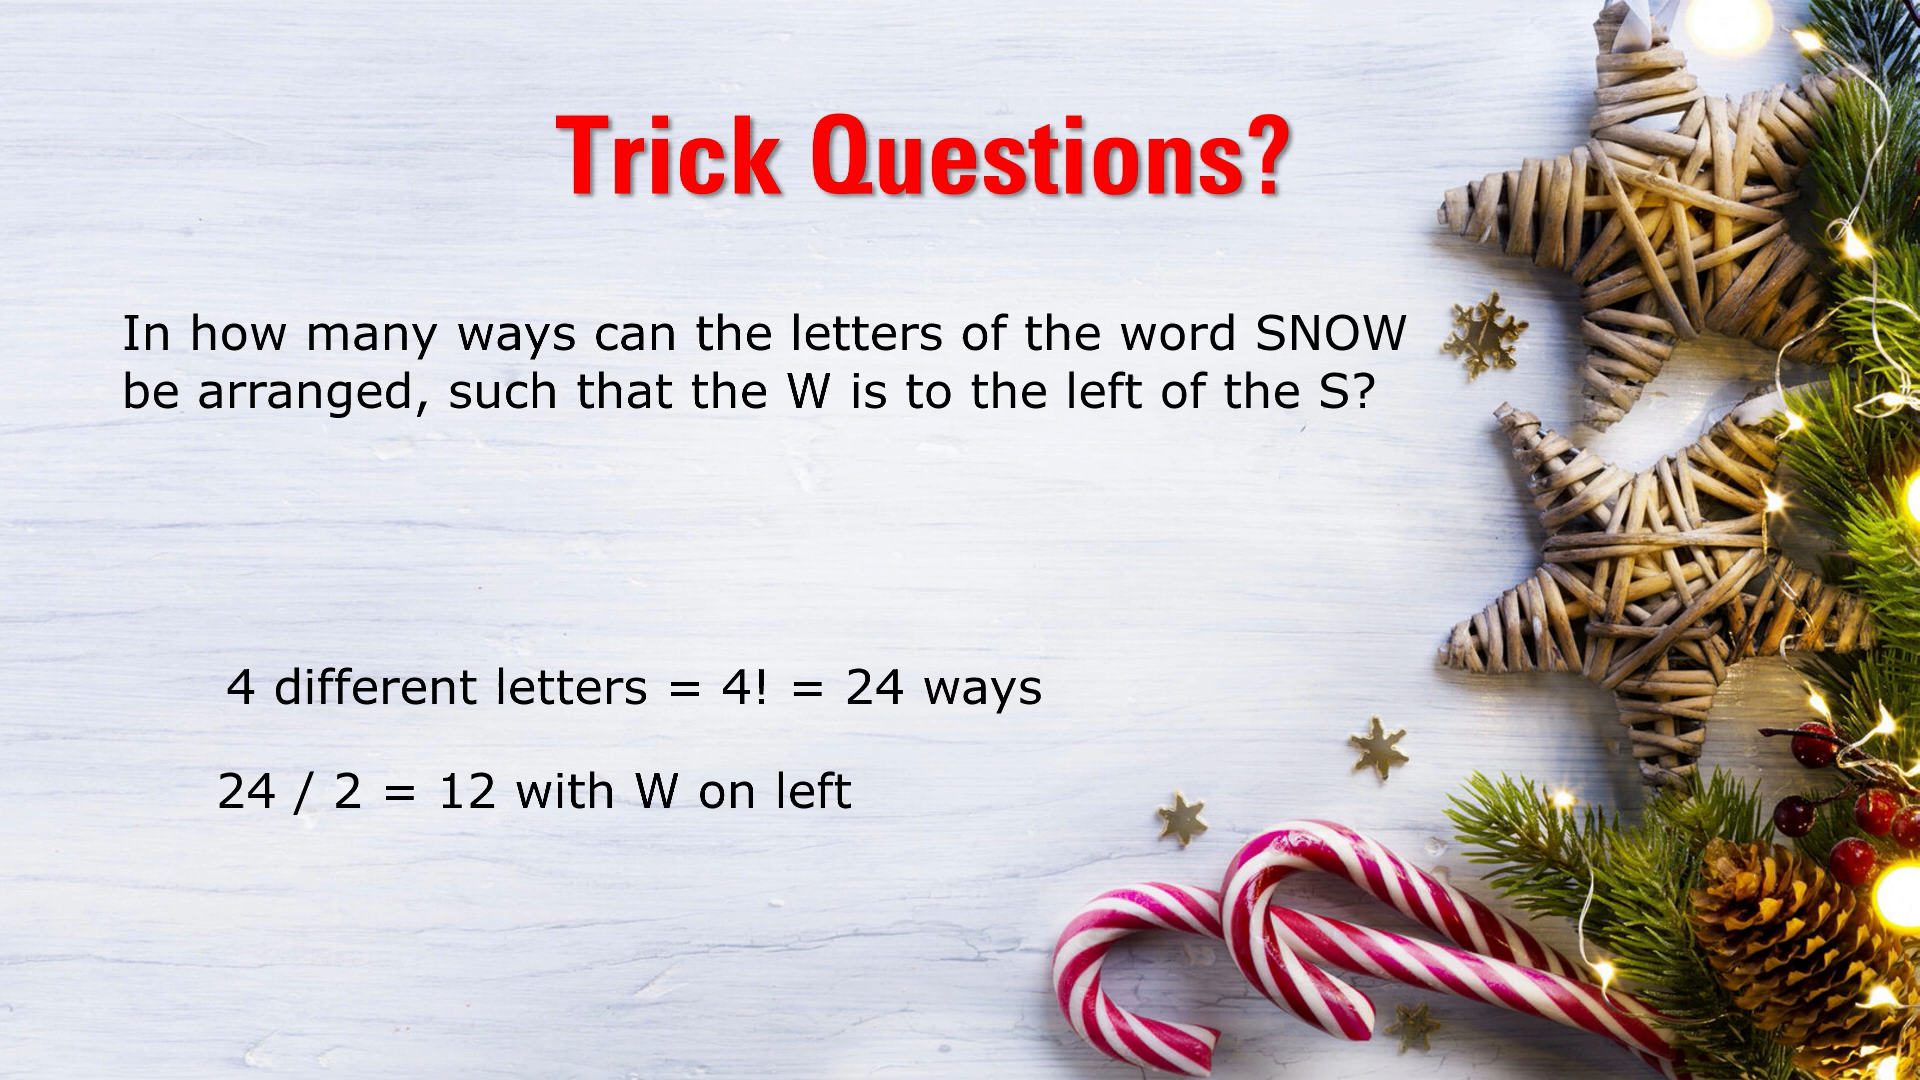 Trick Questions?
In how many ways can the letters of the word SNOW
be arranged, such that the W is to the left of the S?
4 different letters = 4! = 24 ways
24 / 2 = 12 with W on left